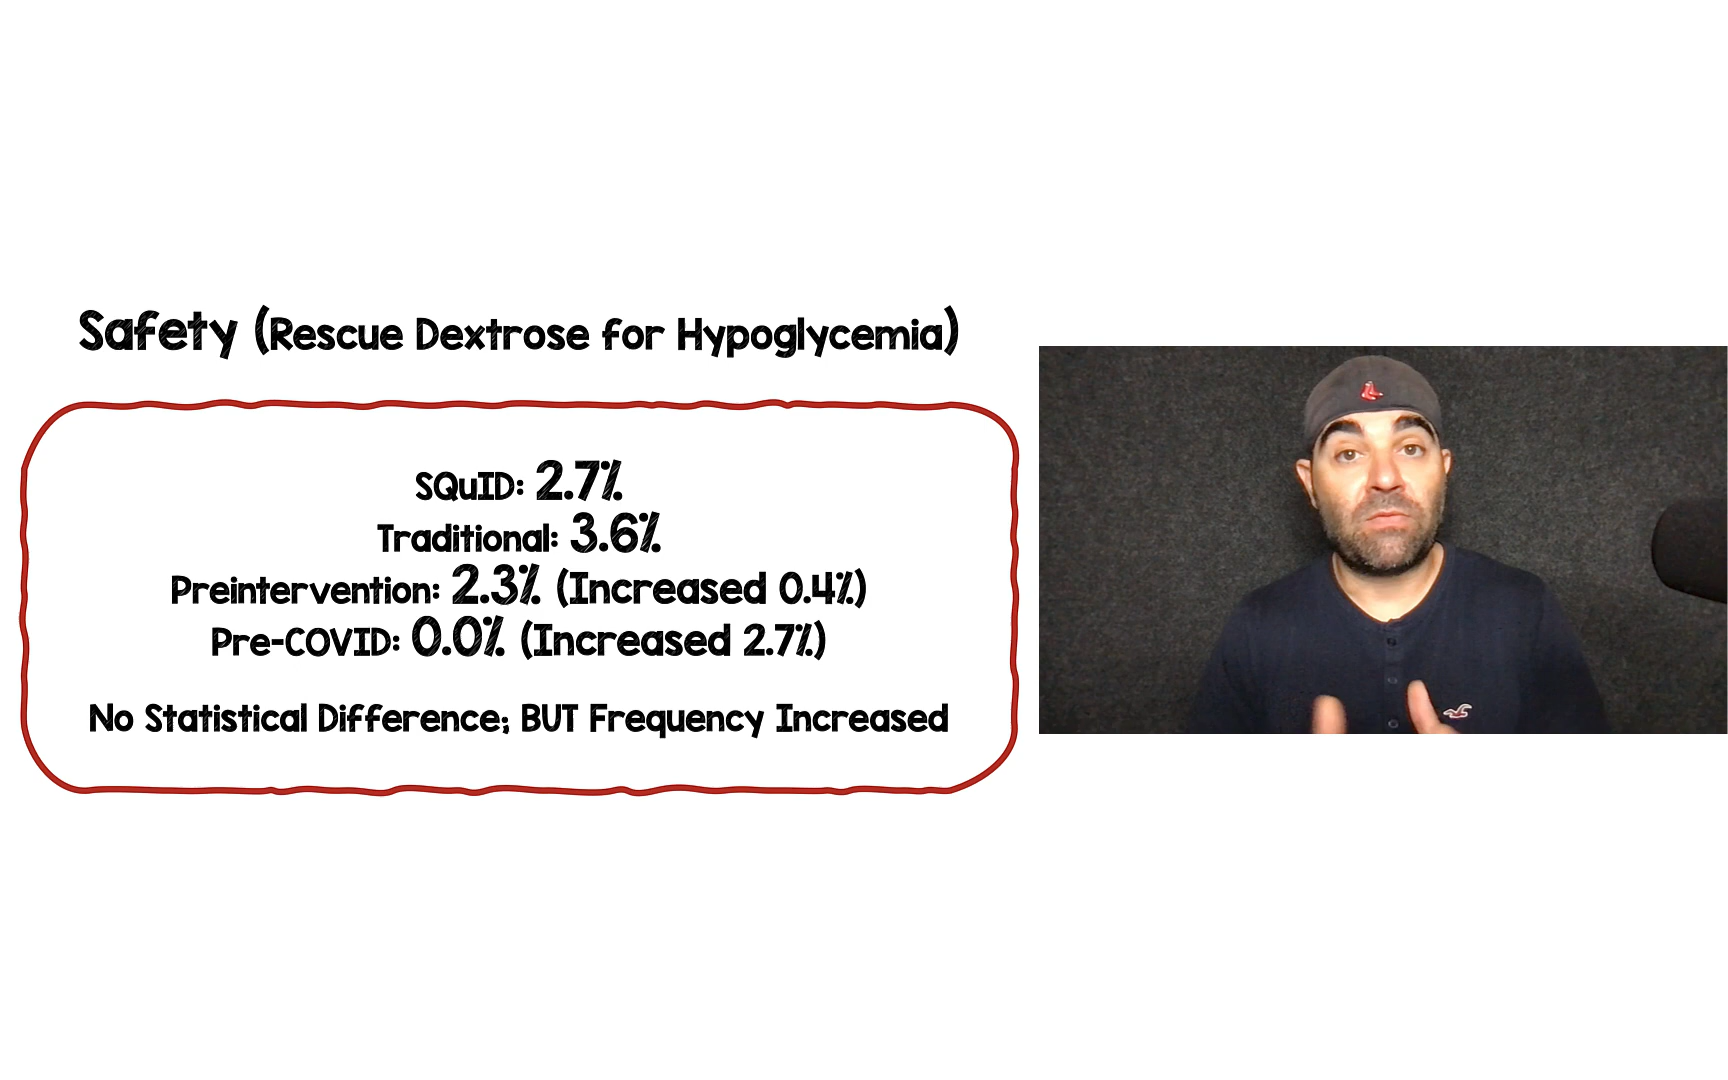 Safety (Rescue Dextrose for Hypoglycemia)
SQuID: 2.7%
Traditional: 3.6%
Preintervention: 2.3% (Increased 0.4%)
Pre-COVID: 0.0% (Increased 2.7%)
No Statistical Difference; BUT Frequency Increased